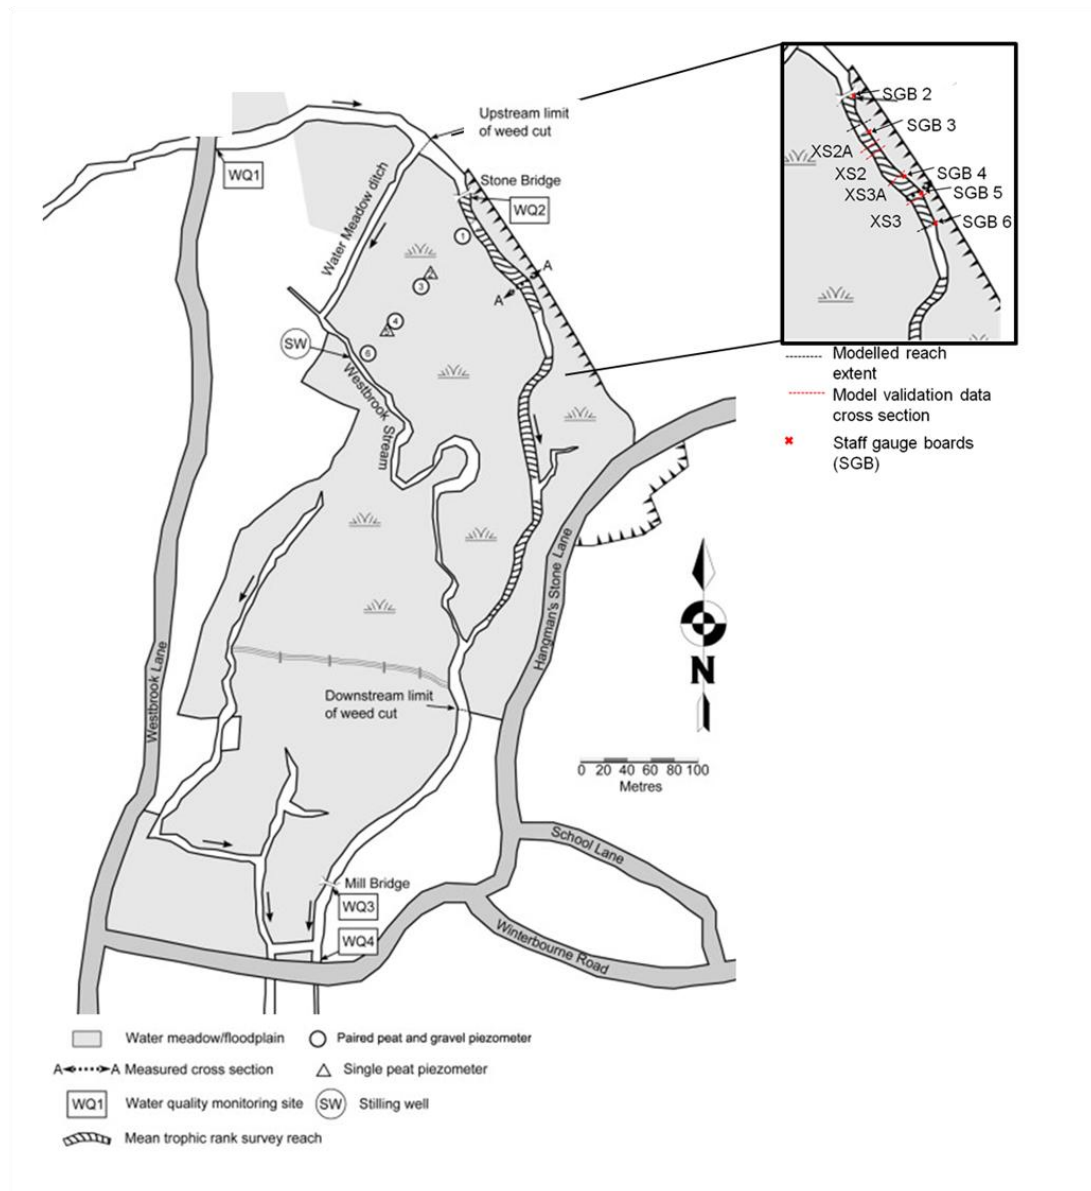 Upstream limit
of weed cut
WQ1
Stone Bridge
WQ2
Water Meadow ditch
1
A
A
3
4
6
SW
Westbrook
Stream
SGB 2
SGB 3
XS2A
SGB 4
XS2
SGB 5
XS3A
XS3
SGB 6
Modelled reach
extent
Model validation data
cross section
Staff gauge boards
(SGB)
Hangman's Stone Lane
Westbrook Lane
N
Downstream limit
of weed cut
0 20 40 60 80 100
Metres
School Lane
Mill Bridge
WQ3
WQ4
Winterbourne Road
Water meadow/floodplain
Paired peat and gravel piezometer
A A Measured cross section
Single peat piezometer
WQ1 Water quality monitoring site
SW Stilling well
Mean trophic rank survey reach